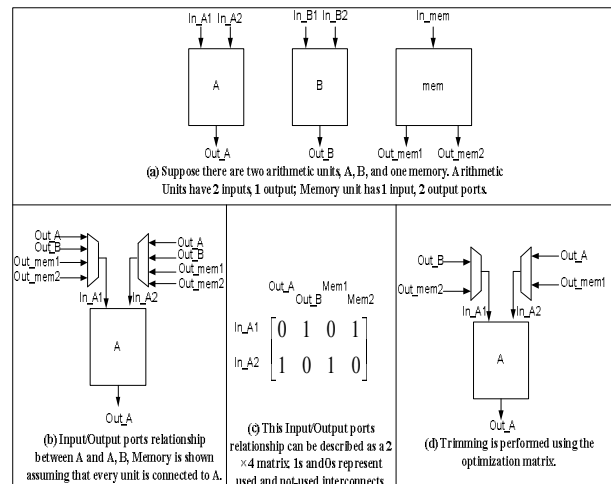 In_A1 In_A2
In_B1 In_B2
In_mem
A
B
mem
Out_A
Out_B
Out_mem1
Out_mem2
(a) Suppose there are two arithmetic units, A, B, and one memory. Arithmetic
Units have 2 inputs, 1 output; Memory unit has 1 input, 2 output ports.
Out_A
Out_B
Out_mem1
Out_mem2
Out_A
Out_B
Out_mem1
Out_mem2
In_A1
In_A2
A
Out_A
(b) Input/Output ports relationship
between A and A, B, Memory is shown
assuming that every unit is connected to A.
Out_A Mem1
Out_B Mem2
In_A1 0 1 0 1
In_A2 1 0 1 0
(c) This Input/Output ports
relationship can be described as a 2
×4 matrix, 1s and0s represent
used and not-used interconnects
Out_B
Out_mem2
Out_A
Out_mem1
In_A1
In_A2
A
Out_A
(d) Trimming is performed using the
optimization matrix.